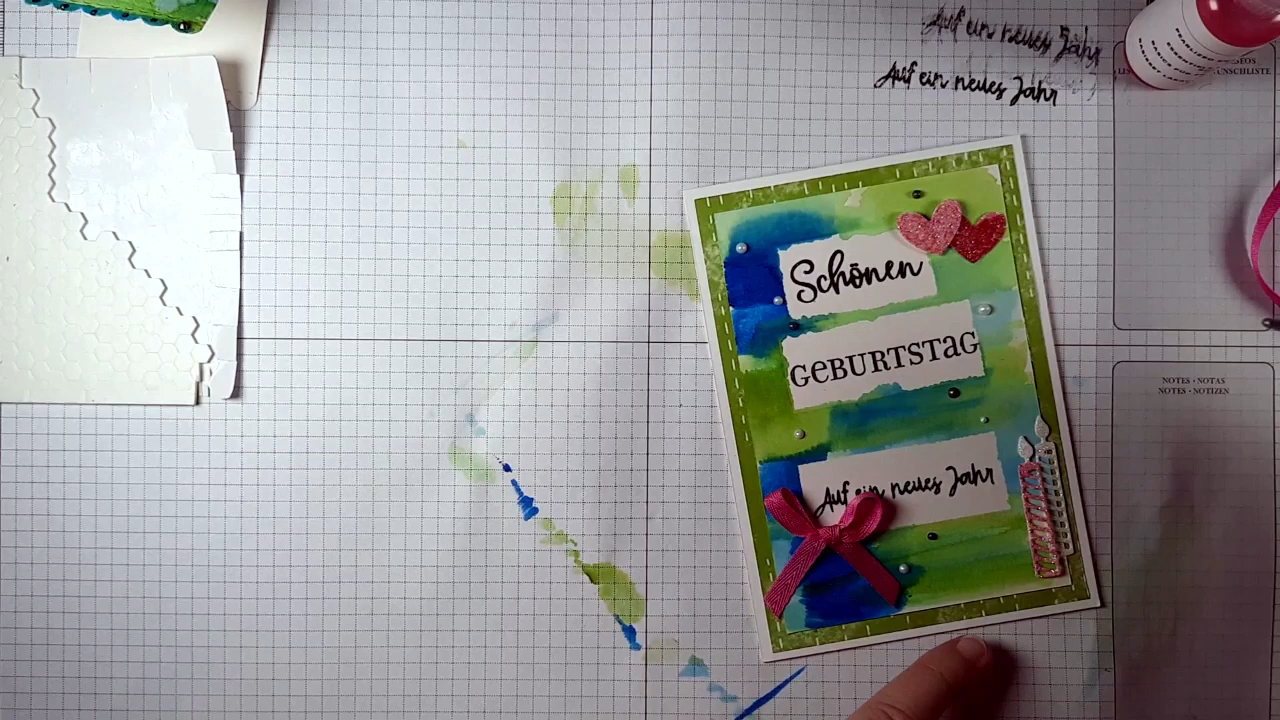 Auf ein neues Jahr
Auf ein neues Jahr
Schönen
GEBURTSTAG
Auf ein neues Jahr
NOTES • NOTAS
NOTES • NOTIZEN